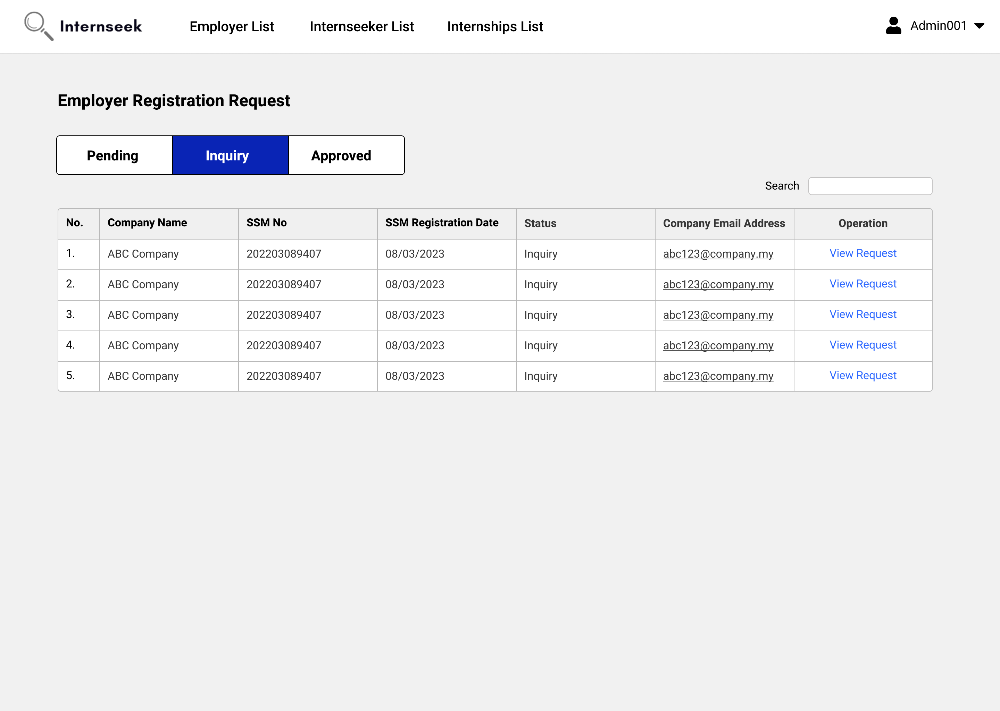 Internseek Employer List Internseeker List Internships List Admin001
Employer Registration Request
Pending Inquiry Approved
Search
No. Company Name SSM No SSM Registration Date Status Company Email Address Operation
1. ABC Company 202203089407 08/03/2023 Inquiry abc123@company.my View Request
2. ABC Company 202203089407 08/03/2023 Inquiry abc123@company.my View Request
3. ABC Company 202203089407 08/03/2023 Inquiry abc123@company.my View Request
4. ABC Company 202203089407 08/03/2023 Inquiry abc123@company.my View Request
5. ABC Company 202203089407 08/03/2023 Inquiry abc123@company.my View Request